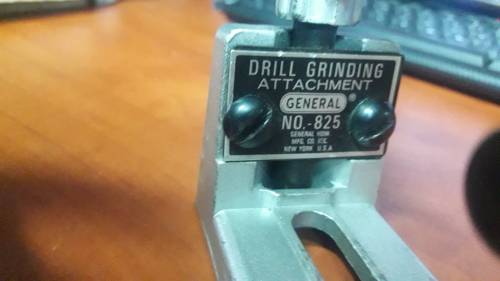 DRILL GRINDING
ATTACHMENT
GENERAL ®
NO.-825
GENERAL HDW.
MFG. CO. INC.
NEW YORK U.S.A